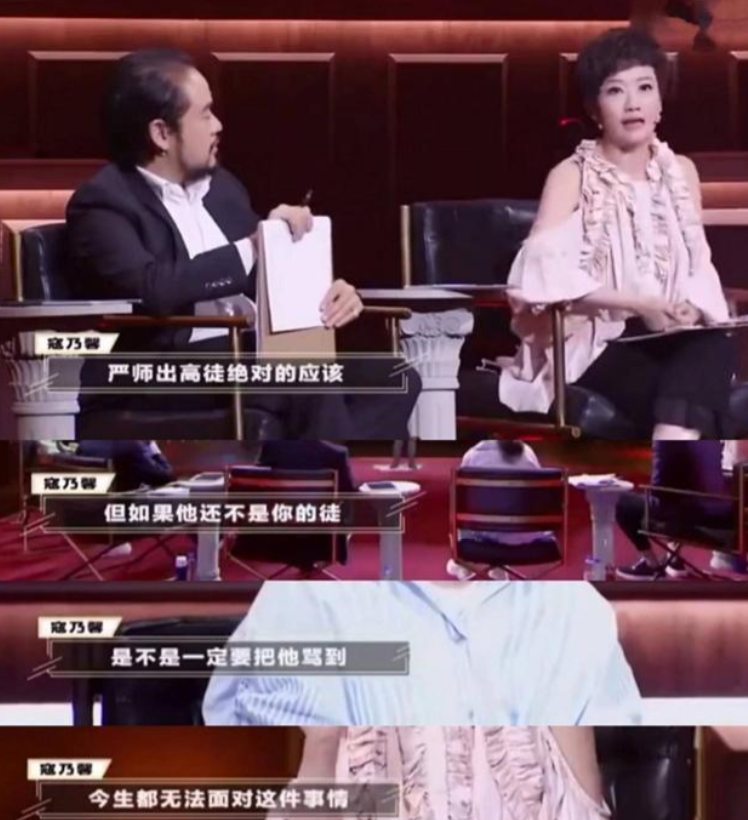 寇乃馨
严师出高徒绝对的应该
寇乃馨
但如果他还不是你的徒
寇乃馨
是不是一定要把他骂到
寇乃馨
今生都无法面对这件事情